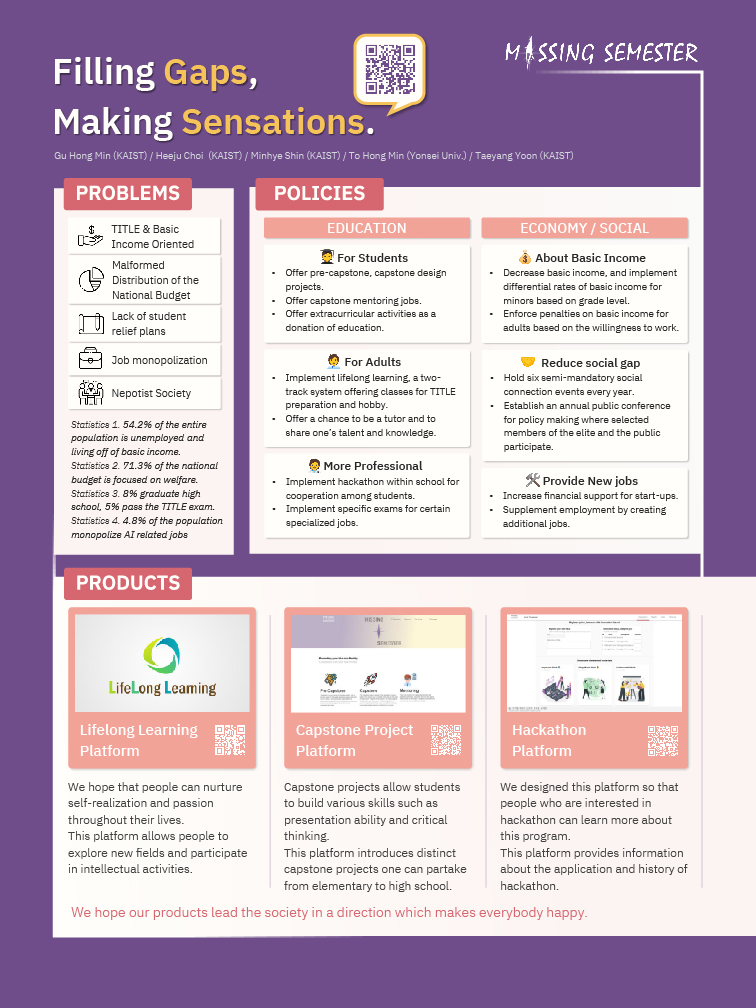 Filling Gaps,
Making Sensations.
MISSING SEMESTER
Gu Hong Min (KAIST) / Heeju Choi (KAIST) / Minhye Shin (KAIST) / To Hong Min (Yonsei Univ.) / Taeyang Yoon (KAIST)
PROBLEMS
TITLE & Basic
Income Oriented
Malformed
Distribution of the
National Budget
Lack of student
relief plans
Job monopolization
Nepotist Society
Statistics 1. 54.2% of the entire
population is unemployed and
living off of basic income.
Statistics 2. 71.3% of the national
budget is focused on welfare.
Statistics 3. 8% graduate high
school, 5% pass the TITLE exam.
Statistics 4. 4.8% of the population
monopolize AI related jobs
POLICIES
EDUCATION
For Students
• Offer pre-capstone, capstone design
projects.
• Offer capstone mentoring jobs.
• Offer extracurricular activities as a
donation of education.
For Adults
• Implement lifelong learning, a two-
track system offering classes for TITLE
preparation and hobby.
• Offer a chance to be a tutor and to
share one's talent and knowledge.
More Professional
• Implement hackathon within school for
cooperation among students.
• Implement specific exams for certain
specialized jobs.
ECONOMY / SOCIAL
About Basic Income
• Decrease basic income, and implement
differential rates of basic income for
minors based on grade level.
• Enforce penalties on basic income for
adults based on the willingness to work.
Reduce social gap
• Hold six semi-mandatory social
connection events every year.
• Establish an annual public conference
for policy making where selected
members of the elite and the public
participate.
Provide New jobs
• Increase financial support for start-ups.
• Supplement employment by creating
additional jobs.
PRODUCTS
LifeLong Learning
Lifelong Learning
Platform
We hope that people can nurture
self-realization and passion
throughout their lives.
This platform allows people to
explore new fields and participate
in intellectual activities.
MISSING
SEMESTER
Pre-Capstone
Capstone
Mentoring
Capstone Project
Platform
Capstone projects allow students
to build various skills such as
presentation ability and critical
thinking.
This platform introduces distinct
capstone projects one can partake
from elementary to high school.
Hackathon
Platform
We designed this platform so that
people who are interested in
hackathon can learn more about
this program.
This platform provides information
about the application and history of
hackathon.
We hope our products lead the society in a direction which makes everybody happy.